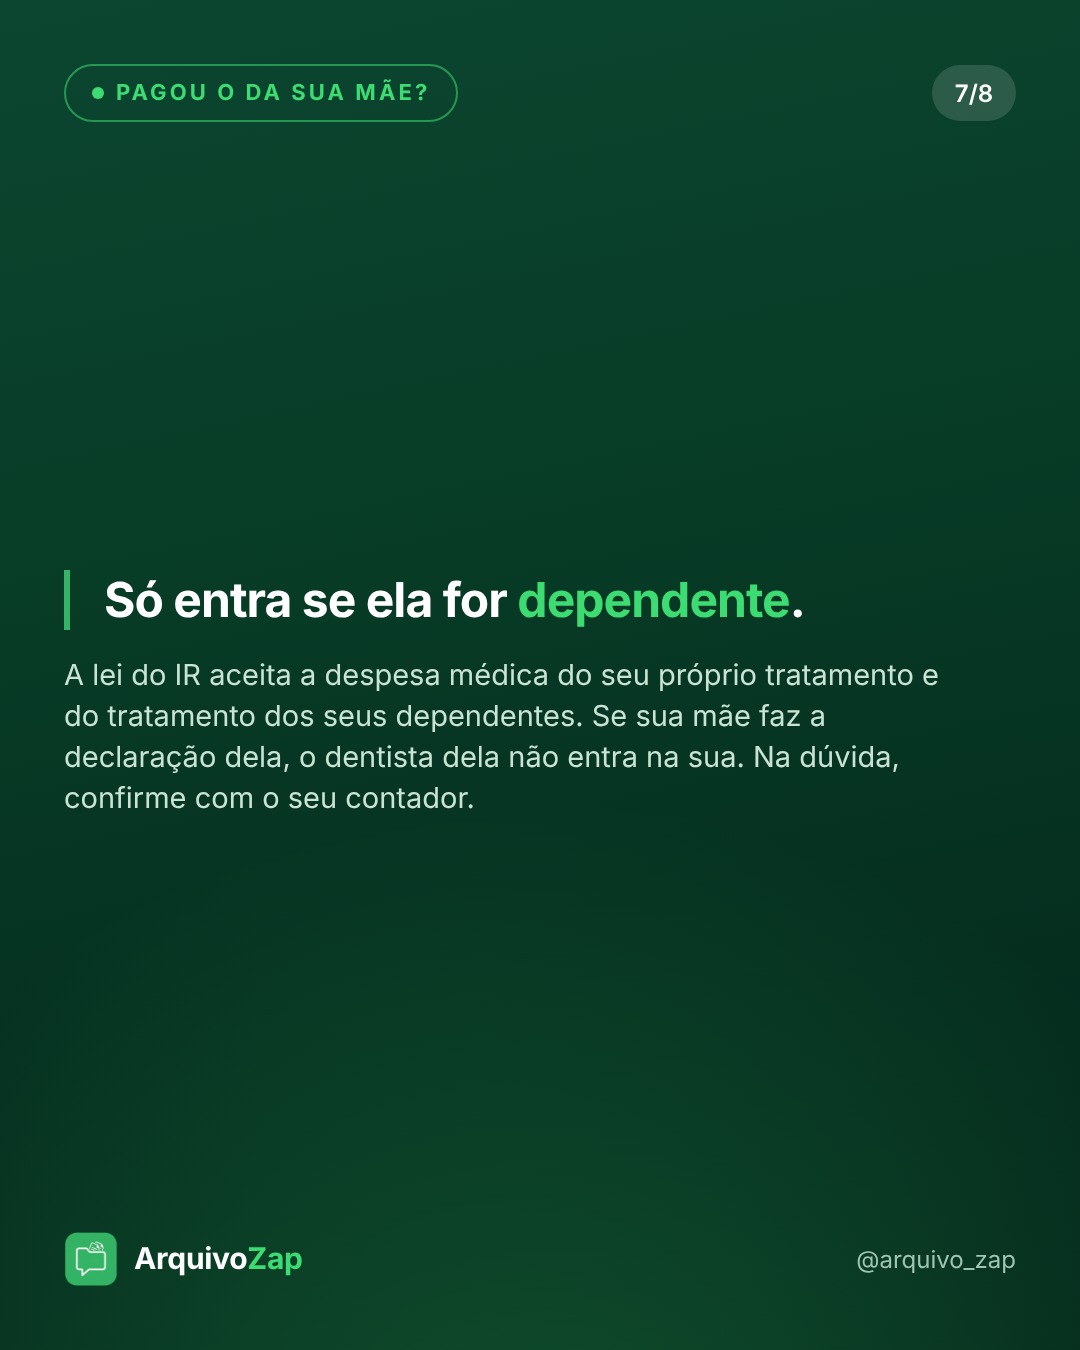 PAGOU O DA SUA MÃE?
7/8
Só entra se ela for dependente.
A lei do IR aceita a despesa médica do seu próprio tratamento e
do tratamento dos seus dependentes. Se sua mãe faz a
declaração dela, o dentista dela não entra na sua. Na dúvida,
confirme com o seu contador.
ArquivoZap
@arquivo_zap